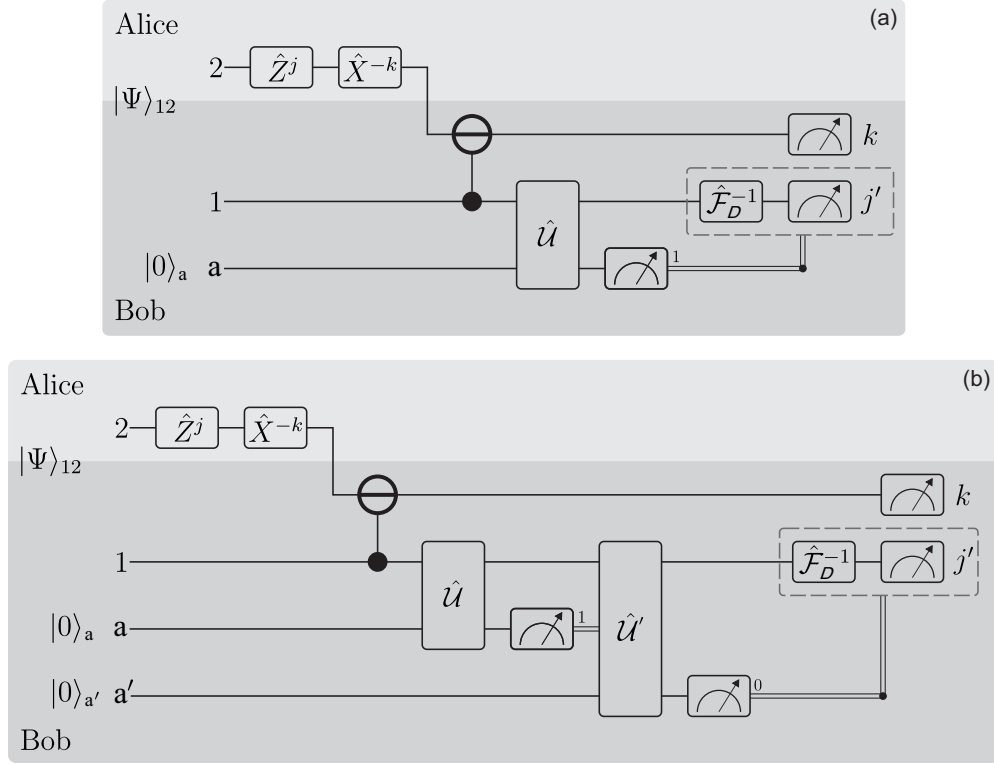 Alice (a)
2 Ẑ^j X̂^{-k}
|Ψ⟩₁₂
k
1 Û F̂_D^{-1} j′
|0⟩ₐ a 1
Bob
Alice (b)
2 Ẑ^j X̂^{-k}
|Ψ⟩₁₂
k
1 Û Û′ F̂_D^{-1} j′
|0⟩ₐ a 1
|0⟩ₐ′ a′ 0
Bob